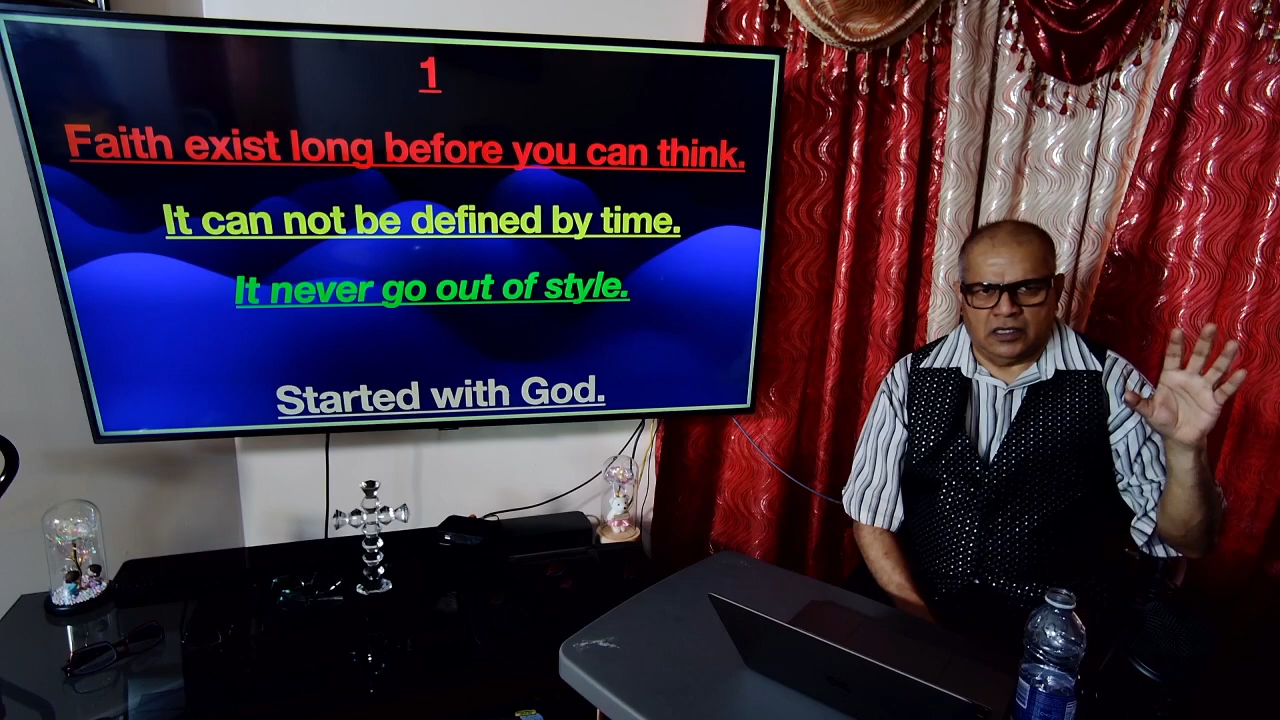 1
Faith exist long before you can think.
It can not be defined by time.
It never go out of style.
Started with God.